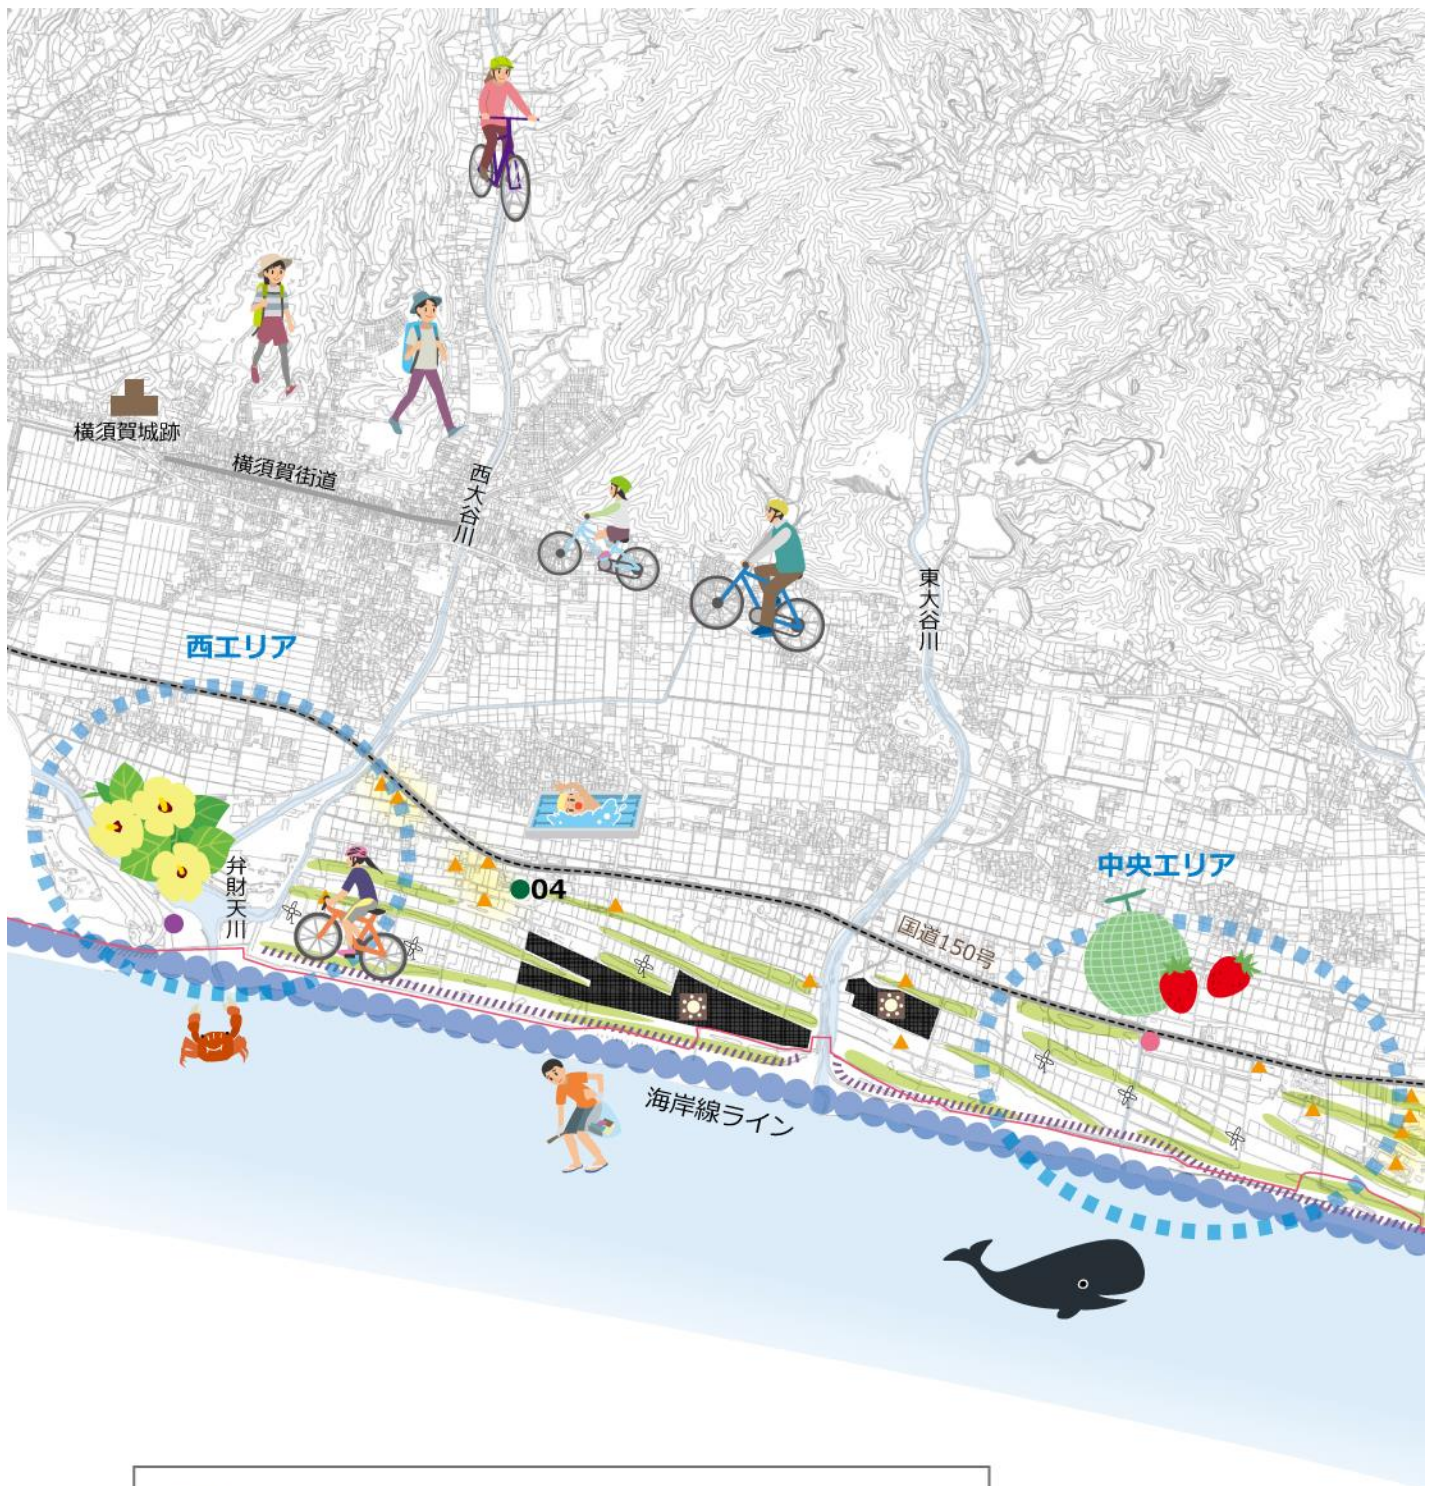 横須賀城跡
横須賀街道
西大谷川
東大谷川
西エリア
中央エリア
弁財天川
04
国道150号
海岸線ライン